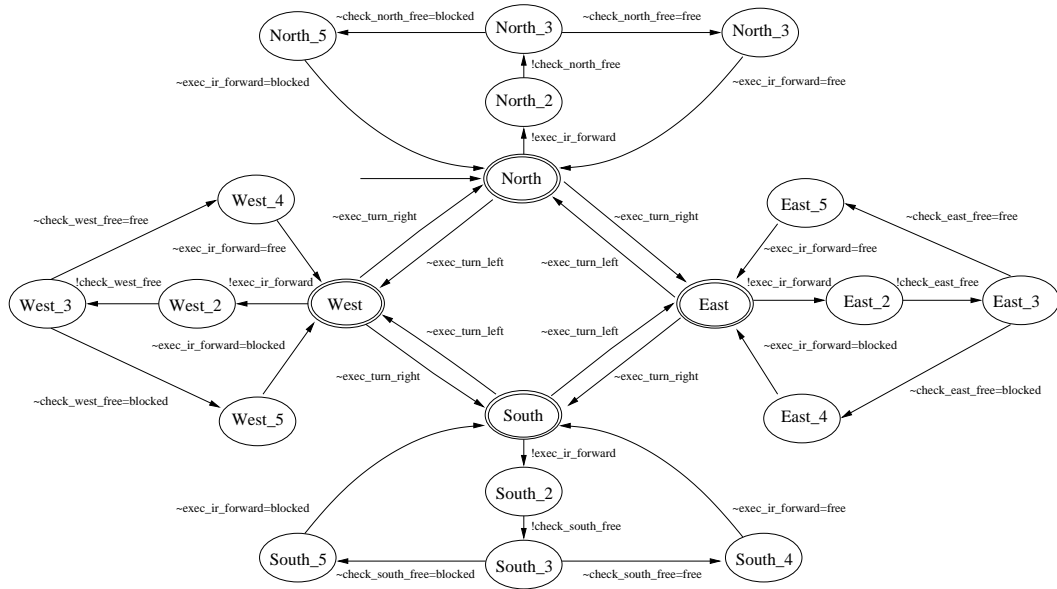 ~check_north_free=blocked
~check_north_free=free
North_5
North_3
North_3
!check_north_free
~exec_ir_forward=blocked
~exec_ir_forward=free
North_2
!exec_ir_forward
North
West_4
East_5
~check_west_free=free
~exec_turn_right
~exec_turn_right
~check_east_free=free
~exec_ir_forward=free
~exec_ir_forward=free
~exec_turn_left
~exec_turn_left
!check_west_free
!exec_ir_forward
!exec_ir_forward
!check_east_free
West_3
West_2
West
East
East_2
East_3
~exec_turn_left
~exec_turn_left
~exec_ir_forward=blocked
~exec_ir_forward=blocked
~exec_turn_right
~exec_turn_right
~check_west_free=blocked
~check_east_free=blocked
West_5
South
East_4
!exec_ir_forward
South_2
~exec_ir_forward=blocked
~exec_ir_forward=free
!check_south_free
South_5
South_3
South_4
~check_south_free=blocked
~check_south_free=free